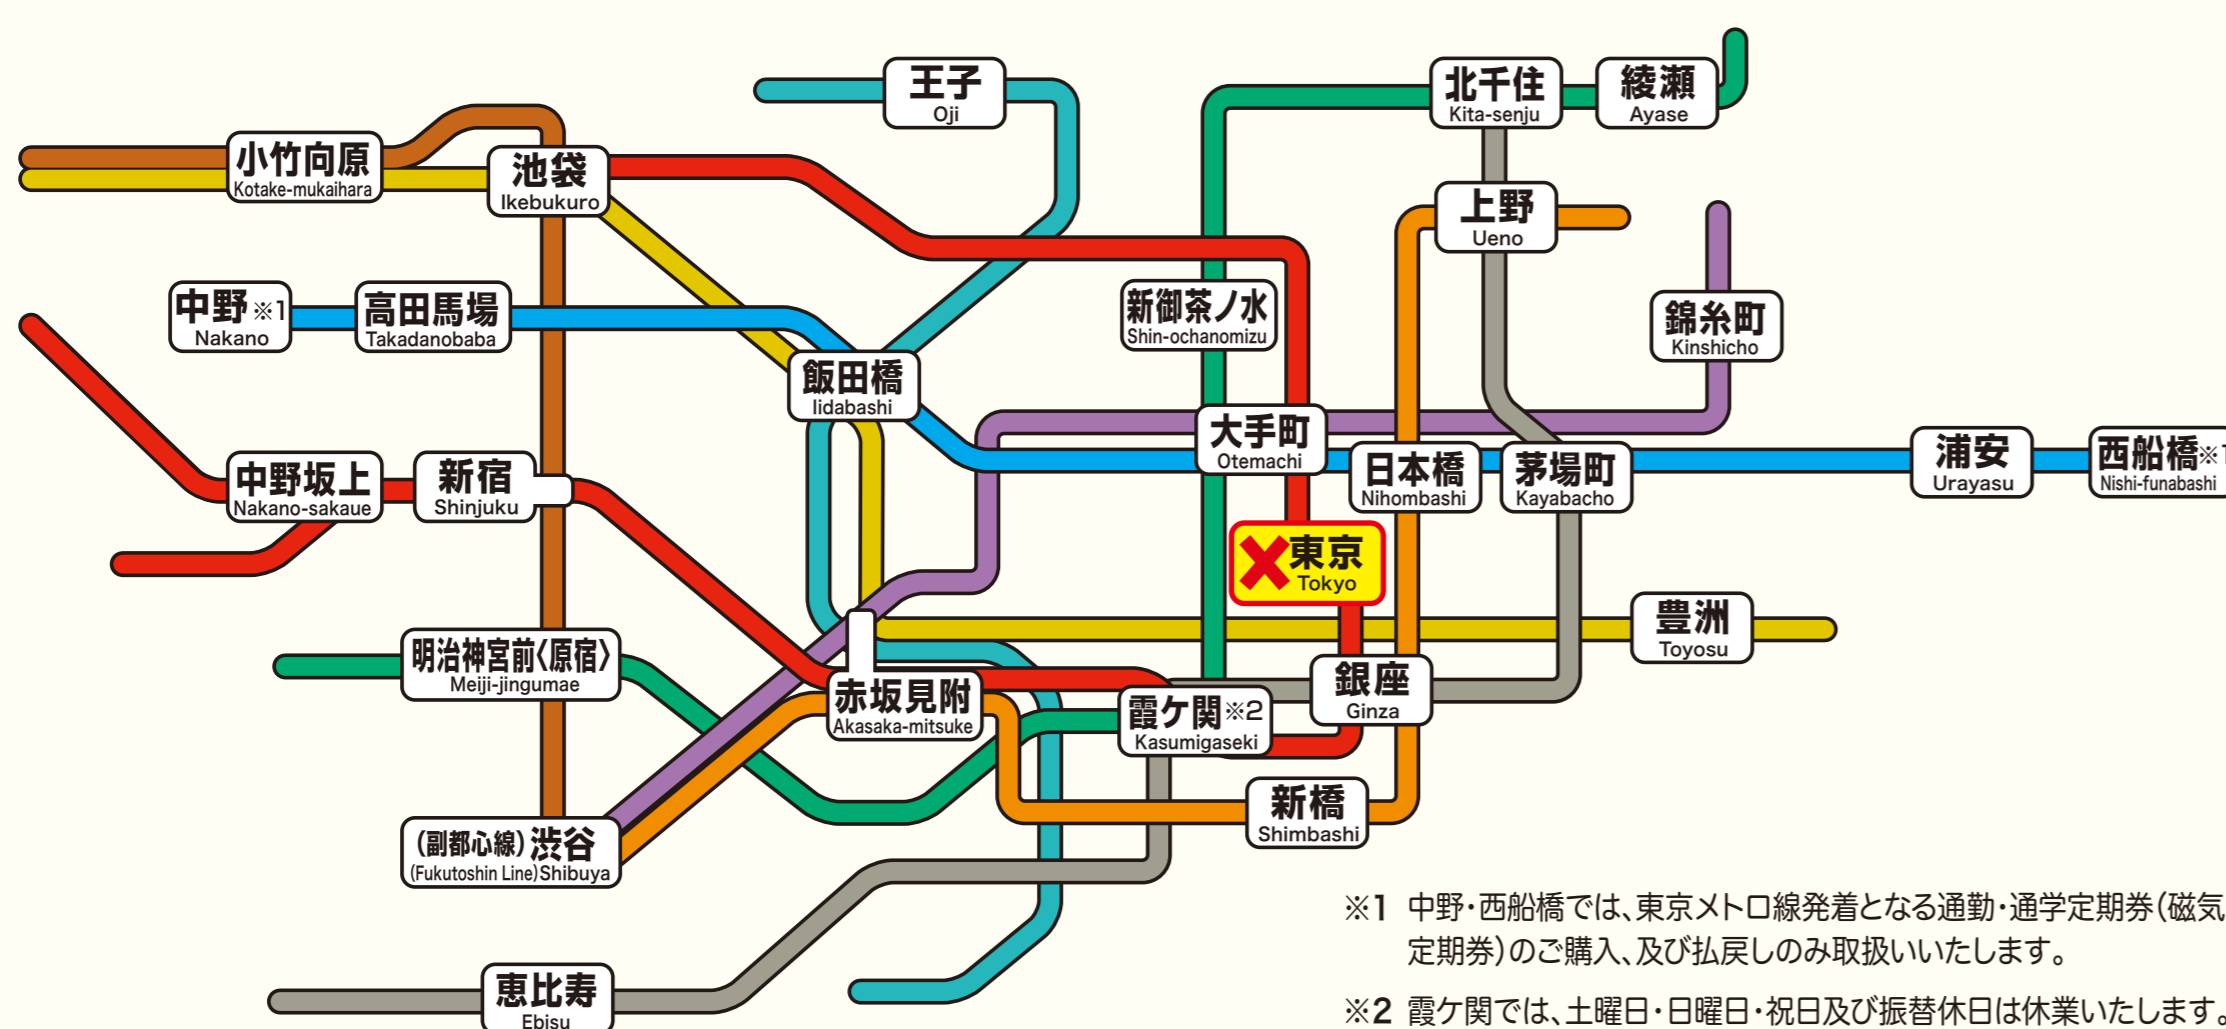 王子
Oji
北千住
Kita-senju
綾瀬
Ayase
小竹向原
Kotake-mukaihara
池袋
Ikebukuro
上野
Ueno
中野※1
Nakano
高田馬場
Takadanobaba
新御茶ノ水
Shin-ochanomizu
錦糸町
Kinshicho
飯田橋
Iidabashi
大手町
Otemachi
日本橋
Nihombashi
茅場町
Kayabacho
浦安
Urayasu
西船橋※1
Nishi-funabashi
中野坂上
Nakano-sakaue
新宿
Shinjuku
東京
Tokyo
豊洲
Toyosu
明治神宮前〈原宿〉
Meiji-jingumae
赤坂見附
Akasaka-mitsuke
霞ケ関※2
Kasumigaseki
銀座
Ginza
新橋
Shimbashi
(副都心線)渋谷
(Fukutoshin Line)Shibuya
恵比寿
Ebisu
※1 中野・西船橋では、東京メトロ線発着となる通勤・通学定期券(磁気
定期券)のご購入、及び払戻しのみ取扱いいたします。
※2 霞ケ関では、土曜日・日曜日・祝日及び振替休日は休業いたします。